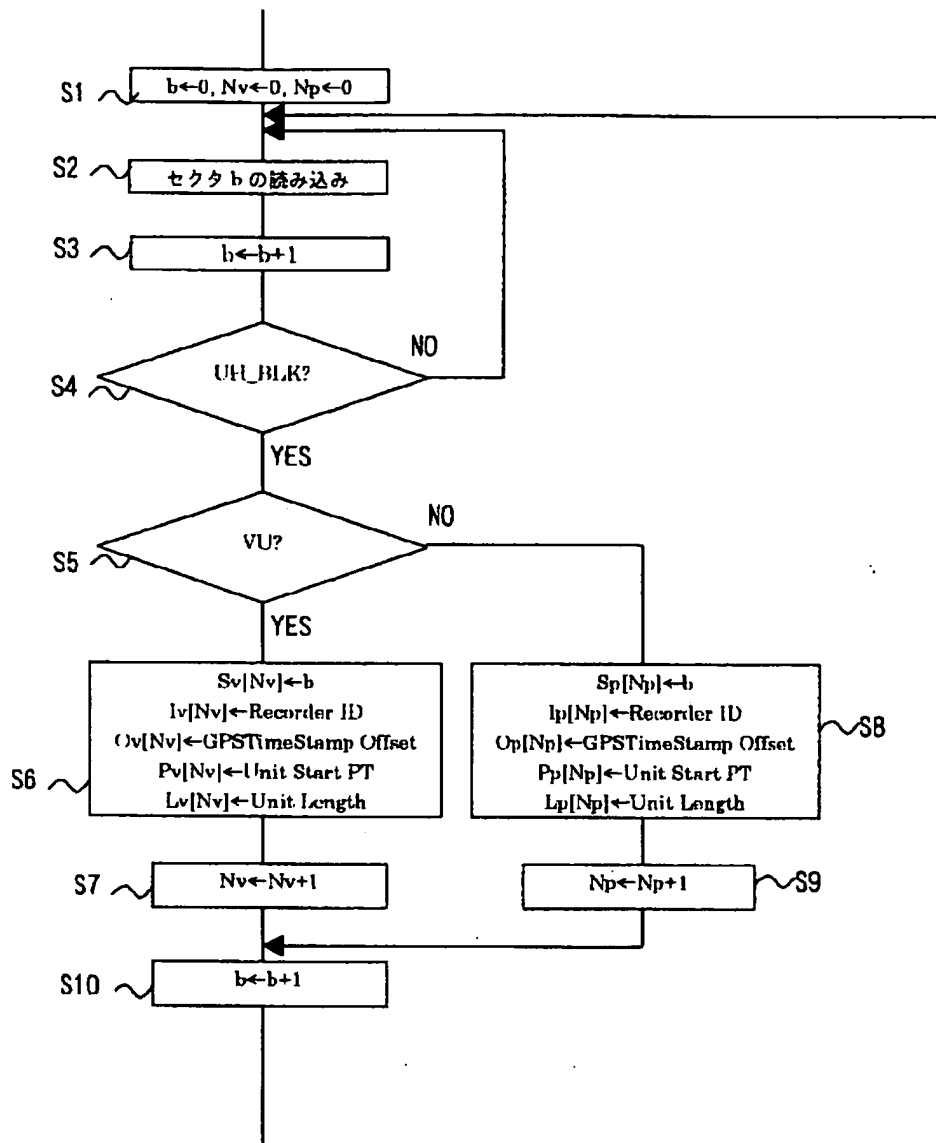 S1
b←0, Nv←0, Np←0
S2
セクタ b の読み込み
S3
b←b+1
S4
UH_BLK?
NO
YES
S5
VU?
NO
YES
S6
Sv[Nv]←b
Iv[Nv]←Recorder ID
Ov[Nv]←GPSTimeStamp Offset
Pv[Nv]←Unit Start PT
Lv[Nv]←Unit Length
Sp[Np]←b
Ip[Np]←Recorder ID
Op[Np]←GPSTimeStamp Offset
Pp[Np]←Unit Start PT
Lp[Np]←Unit Length
S8
S7
Nv←Nv+1
Np←Np+1
S9
S10
b←b+1